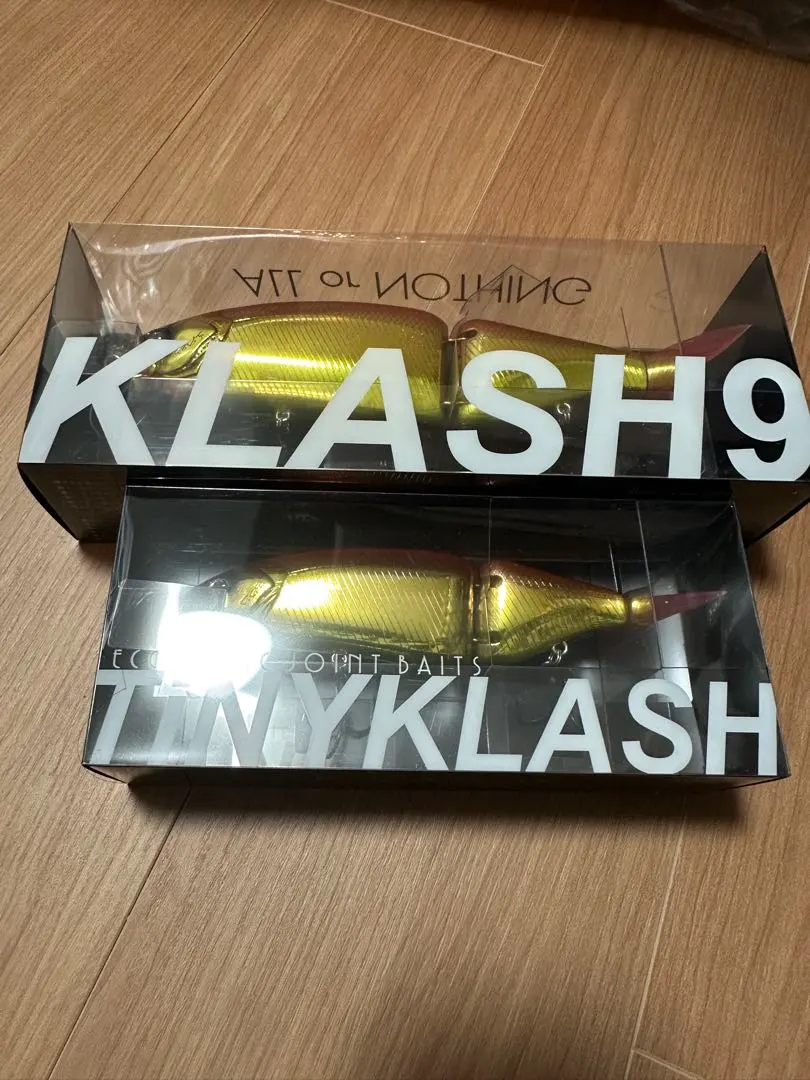 ALL or NOTHING
KLASH9
JOINT BAITS
TINYKLASH